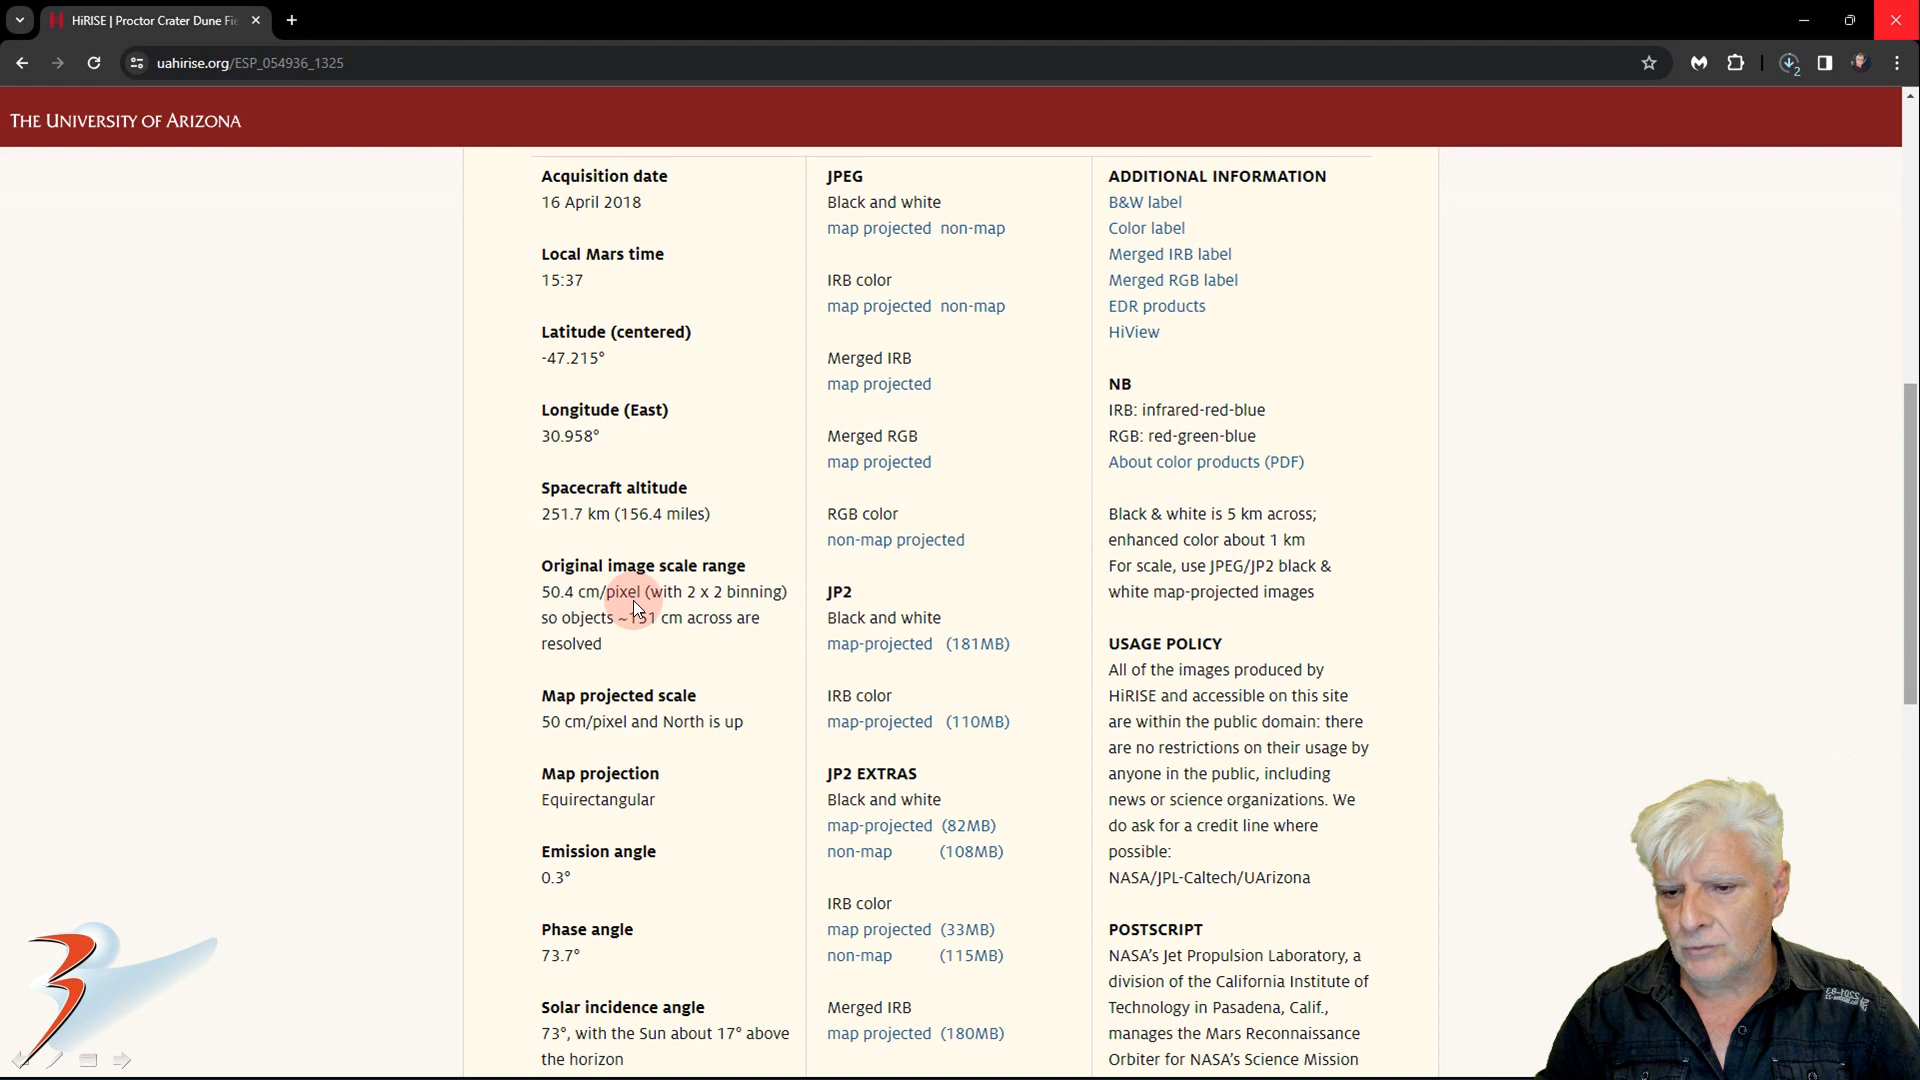 HiRISE | Proctor Crater Dune Fie
uahirise.org/ESP_054936_1325
2
THE UNIVERSITY OF ARIZONA
Acquisition date
16 April 2018
Local Mars time
15:37
Latitude (centered)
-47.215°
Longitude (East)
30.958°
Spacecraft altitude
251.7 km (156.4 miles)
Original image scale range
50.4 cm/pixel (with 2 x 2 binning)
so objects ~151 cm across are
resolved
Map projected scale
50 cm/pixel and North is up
Map projection
Equirectangular
Emission angle
0.3°
Phase angle
73.7°
Solar incidence angle
73°, with the Sun about 17° above
the horizon
JPEG
Black and white
map projected non-map
IRB color
map projected non-map
Merged IRB
map projected
Merged RGB
map projected
RGB color
non-map projected
JP2
Black and white
map-projected (181MB)
IRB color
map-projected (110MB)
JP2 EXTRAS
Black and white
map-projected (82MB)
non-map (108MB)
IRB color
map projected (33MB)
non-map (115MB)
Merged IRB
map projected (180MB)
ADDITIONAL INFORMATION
B&W label
Color label
Merged IRB label
Merged RGB label
EDR products
HiView
NB
IRB: infrared-red-blue
RGB: red-green-blue
About color products (PDF)
Black & white is 5 km across;
enhanced color about 1 km
For scale, use JPEG/JP2 black &
white map-projected images
USAGE POLICY
All of the images produced by
HiRISE and accessible on this site
are within the public domain: there
are no restrictions on their usage by
anyone in the public, including
news or science organizations. We
do ask for a credit line where
possible:
NASA/JPL-Caltech/UArizona
POSTSCRIPT
NASA’s Jet Propulsion Laboratory, a
division of the California Institute of
Technology in Pasadena, Calif.,
manages the Mars Reconnaissance
Orbiter for NASA’s Science Mission